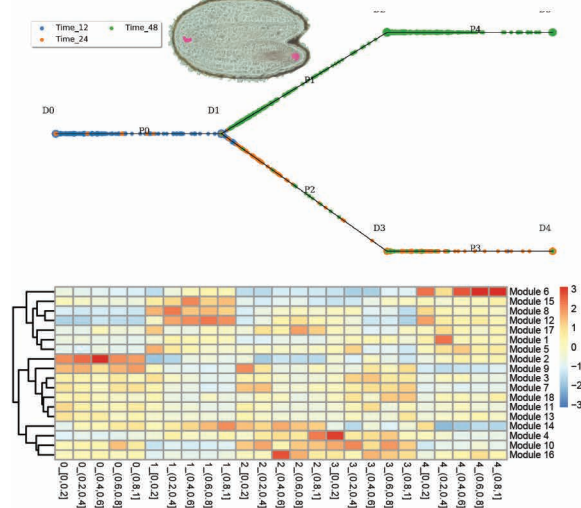 Time_12
Time_24
Time_48
P4
P1
D0
D1
P0
P2
D3
D4
P3
Module 6
Module 15
Module 8
Module 12
Module 17
Module 1
Module 5
Module 2
Module 9
Module 3
Module 7
Module 18
Module 11
Module 13
Module 14
Module 4
Module 10
Module 16
3
2
1
0
−1
−2
−3
0_[0,0.2]
0_(0.2,0.4]
0_(0.4,0.6]
0_(0.6,0.8]
0_(0.8,1]
1_[0,0.2]
1_(0.2,0.4]
1_(0.4,0.6]
1_(0.6,0.8]
1_(0.8,1]
2_[0,0.2]
2_(0.2,0.4]
2_(0.4,0.6]
2_(0.6,0.8]
2_(0.8,1]
3_[0,0.2]
3_(0.2,0.4]
3_(0.4,0.6]
3_(0.6,0.8]
3_(0.8,1]
4_[0,0.2]
4_(0.2,0.4]
4_(0.4,0.6]
4_(0.6,0.8]
4_(0.8,1]